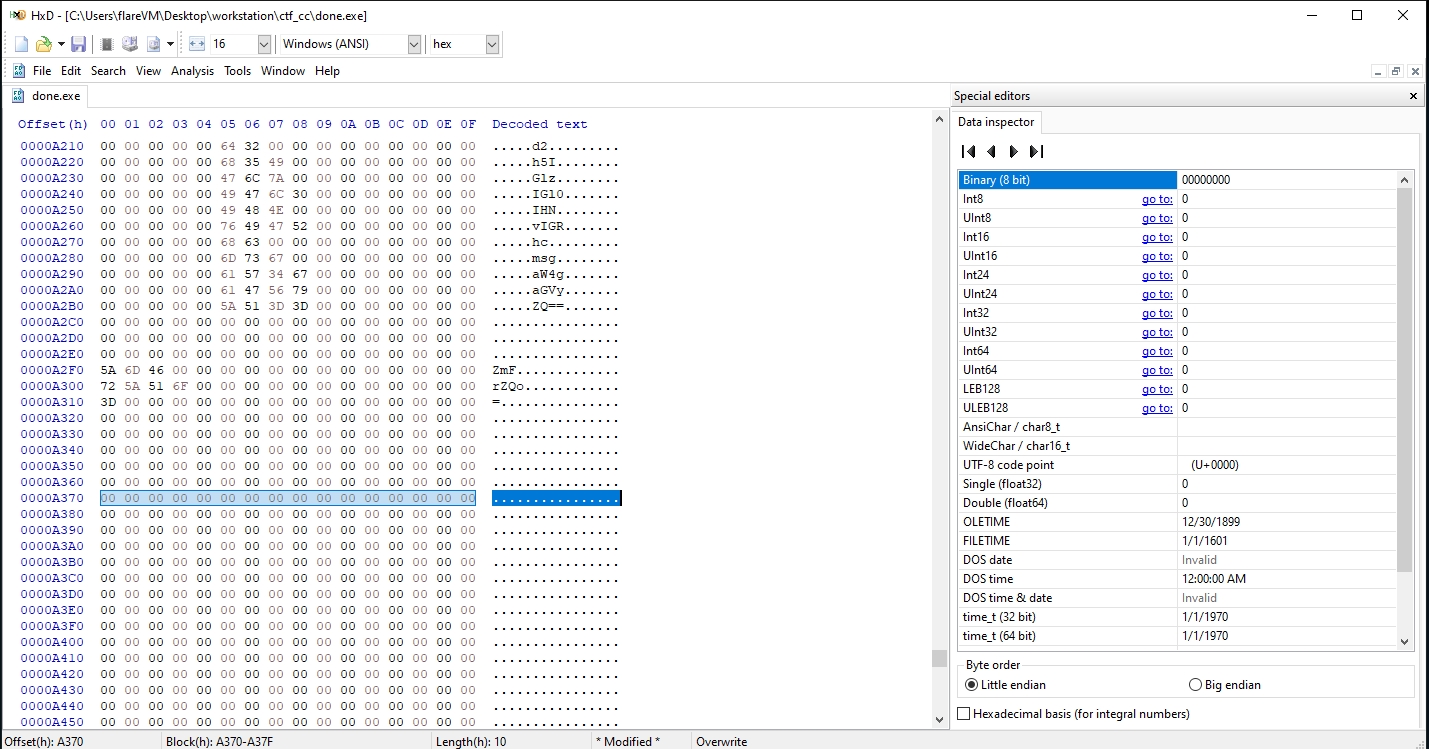 HxD - [C:\Users\flareVM\Desktop\workstation\ctf_cc\done.exe]
16 Windows (ANSI) hex
File Edit Search View Analysis Tools Window Help
done.exe
Offset(h) 00 01 02 03 04 05 06 07 08 09 0A 0B 0C 0D 0E 0F Decoded text
0000A210 00 00 00 00 00 64 32 00 00 00 00 00 00 00 00 00 .....d2.........
0000A220 00 00 00 00 00 68 35 49 00 00 00 00 00 00 00 00 .....h5I........
0000A230 00 00 00 00 00 47 6C 7A 00 00 00 00 00 00 00 00 .....Glz........
0000A240 00 00 00 00 00 49 47 6C 30 00 00 00 00 00 00 00 .....IGl0.......
0000A250 00 00 00 00 00 49 48 4E 00 00 00 00 00 00 00 00 .....IHN........
0000A260 00 00 00 00 00 76 49 47 52 00 00 00 00 00 00 00 .....vIGR.......
0000A270 00 00 00 00 00 68 63 00 00 00 00 00 00 00 00 00 .....hc.........
0000A280 00 00 00 00 00 6D 73 67 00 00 00 00 00 00 00 00 .....msg........
0000A290 00 00 00 00 00 61 57 34 67 00 00 00 00 00 00 00 .....aW4g.......
0000A2A0 00 00 00 00 00 61 47 56 79 00 00 00 00 00 00 00 .....aGVy.......
0000A2B0 00 00 00 00 00 5A 51 3D 3D 00 00 00 00 00 00 00 .....ZQ==.......
0000A2C0 00 00 00 00 00 00 00 00 00 00 00 00 00 00 00 00 ................
0000A2D0 00 00 00 00 00 00 00 00 00 00 00 00 00 00 00 00 ................
0000A2E0 00 00 00 00 00 00 00 00 00 00 00 00 00 00 00 00 ................
0000A2F0 5A 6D 46 00 00 00 00 00 00 00 00 00 00 00 00 00 ZmF.............
0000A300 72 5A 51 6F 00 00 00 00 00 00 00 00 00 00 00 00 rZQo............
0000A310 3D 00 00 00 00 00 00 00 00 00 00 00 00 00 00 00 =...............
0000A320 00 00 00 00 00 00 00 00 00 00 00 00 00 00 00 00 ................
0000A330 00 00 00 00 00 00 00 00 00 00 00 00 00 00 00 00 ................
0000A340 00 00 00 00 00 00 00 00 00 00 00 00 00 00 00 00 ................
0000A350 00 00 00 00 00 00 00 00 00 00 00 00 00 00 00 00 ................
0000A360 00 00 00 00 00 00 00 00 00 00 00 00 00 00 00 00 ................
0000A370 00 00 00 00 00 00 00 00 00 00 00 00 00 00 00 00 ................
0000A380 00 00 00 00 00 00 00 00 00 00 00 00 00 00 00 00 ................
0000A390 00 00 00 00 00 00 00 00 00 00 00 00 00 00 00 00 ................
0000A3A0 00 00 00 00 00 00 00 00 00 00 00 00 00 00 00 00 ................
0000A3B0 00 00 00 00 00 00 00 00 00 00 00 00 00 00 00 00 ................
0000A3C0 00 00 00 00 00 00 00 00 00 00 00 00 00 00 00 00 ................
0000A3D0 00 00 00 00 00 00 00 00 00 00 00 00 00 00 00 00 ................
0000A3E0 00 00 00 00 00 00 00 00 00 00 00 00 00 00 00 00 ................
0000A3F0 00 00 00 00 00 00 00 00 00 00 00 00 00 00 00 00 ................
0000A400 00 00 00 00 00 00 00 00 00 00 00 00 00 00 00 00 ................
0000A410 00 00 00 00 00 00 00 00 00 00 00 00 00 00 00 00 ................
0000A420 00 00 00 00 00 00 00 00 00 00 00 00 00 00 00 00 ................
0000A430 00 00 00 00 00 00 00 00 00 00 00 00 00 00 00 00 ................
0000A440 00 00 00 00 00 00 00 00 00 00 00 00 00 00 00 00 ................
0000A450 00 00 00 00 00 00 00 00 00 00 00 00 00 00 00 00 ................
Special editors
Data inspector
Binary (8 bit) 00000000
Int8 go to: 0
UInt8 go to: 0
Int16 go to: 0
UInt16 go to: 0
Int24 go to: 0
UInt24 go to: 0
Int32 go to: 0
UInt32 go to: 0
Int64 go to: 0
UInt64 go to: 0
LEB128 go to: 0
ULEB128 go to: 0
AnsiChar / char8_t
WideChar / char16_t
UTF-8 code point (U+0000)
Single (float32) 0
Double (float64) 0
OLETIME 12/30/1899
FILETIME 1/1/1601
DOS date Invalid
DOS time 12:00:00 AM
DOS time & date Invalid
time_t (32 bit) 1/1/1970
time_t (64 bit) 1/1/1970
Byte order
Little endian Big endian
Hexadecimal basis (for integral numbers)
Offset(h): A370 Block(h): A370-A37F Length(h): 10 * Modified * Overwrite